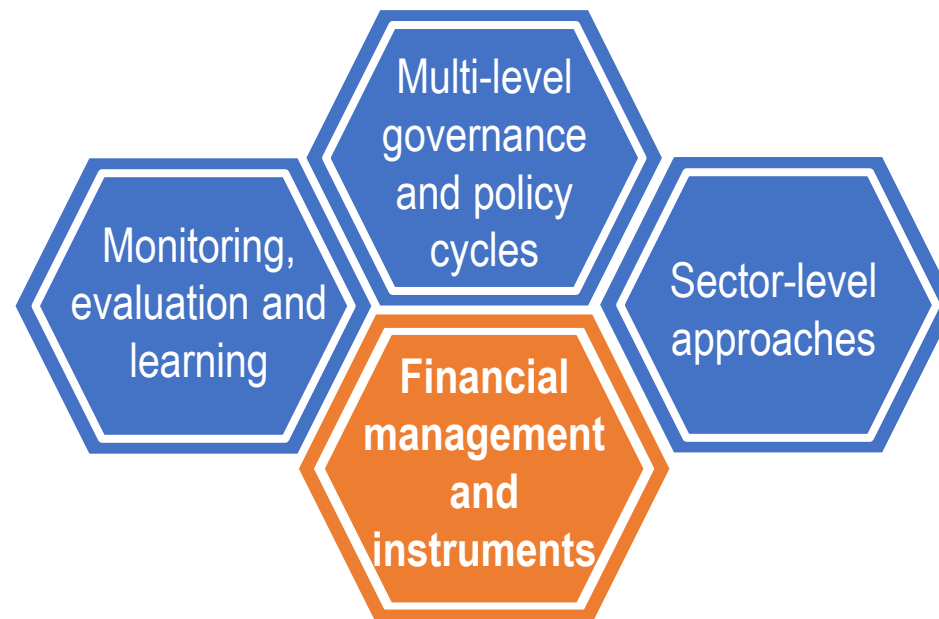 Multi-level
governance
and policy
cycles
Monitoring,
evaluation and
learning
Sector-level
approaches
Financial
management
and
instruments